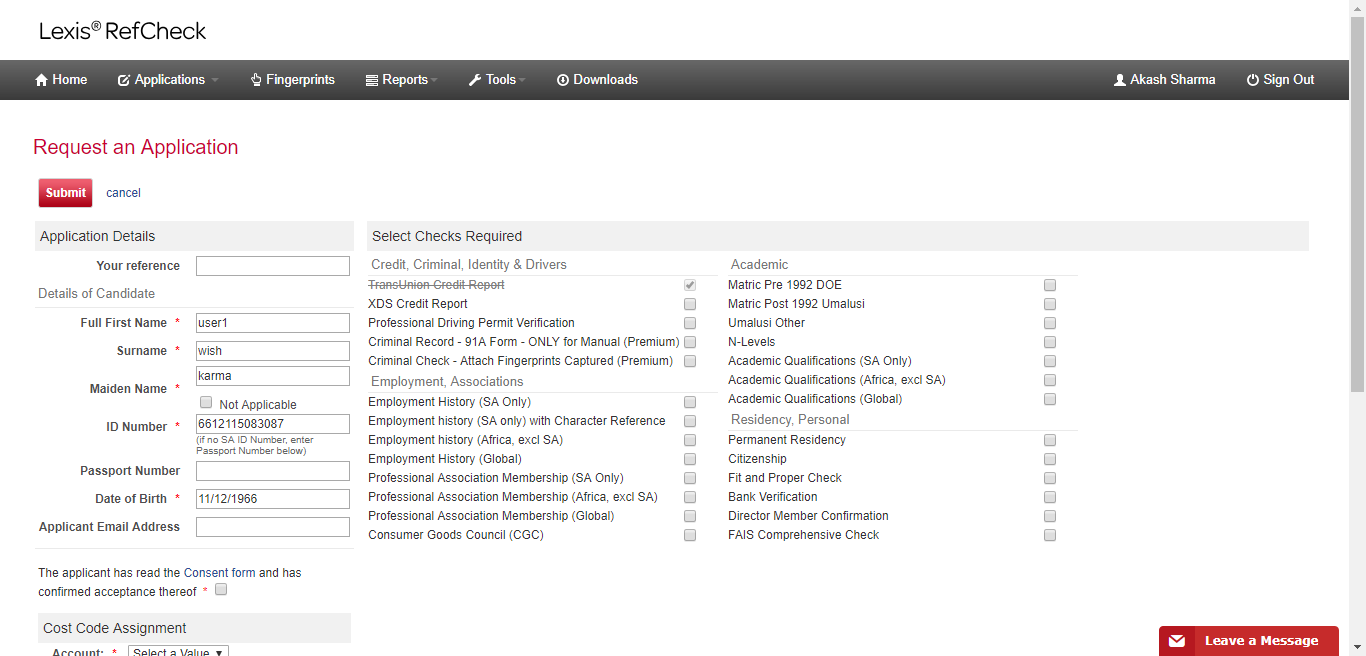 Lexis® RefCheck
Home Applications Fingerprints Reports Tools Downloads Akash Sharma Sign Out
Request an Application
Submit cancel
Application Details
Your reference
Details of Candidate
Full First Name * user1
Surname * wish
karma
Maiden Name *
Not Applicable
ID Number * 6612115083087
(if no SA ID Number, enter
Passport Number below)
Passport Number
Date of Birth * 11/12/1966
Applicant Email Address
The applicant has read the Consent form and has
confirmed acceptance thereof *
Cost Code Assignment
Account: * Select a Value
Select Checks Required
Credit, Criminal, Identity & Drivers
TransUnion Credit Report
XDS Credit Report
Professional Driving Permit Verification
Criminal Record - 91A Form - ONLY for Manual (Premium)
Criminal Check - Attach Fingerprints Captured (Premium)
Employment, Associations
Employment History (SA Only)
Employment history (SA only) with Character Reference
Employment history (Africa, excl SA)
Employment History (Global)
Professional Association Membership (SA Only)
Professional Association Membership (Africa, excl SA)
Professional Association Membership (Global)
Consumer Goods Council (CGC)
Academic
Matric Pre 1992 DOE
Matric Post 1992 Umalusi
Umalusi Other
N-Levels
Academic Qualifications (SA Only)
Academic Qualifications (Africa, excl SA)
Academic Qualifications (Global)
Residency, Personal
Permanent Residency
Citizenship
Fit and Proper Check
Bank Verification
Director Member Confirmation
FAIS Comprehensive Check
Leave a Message